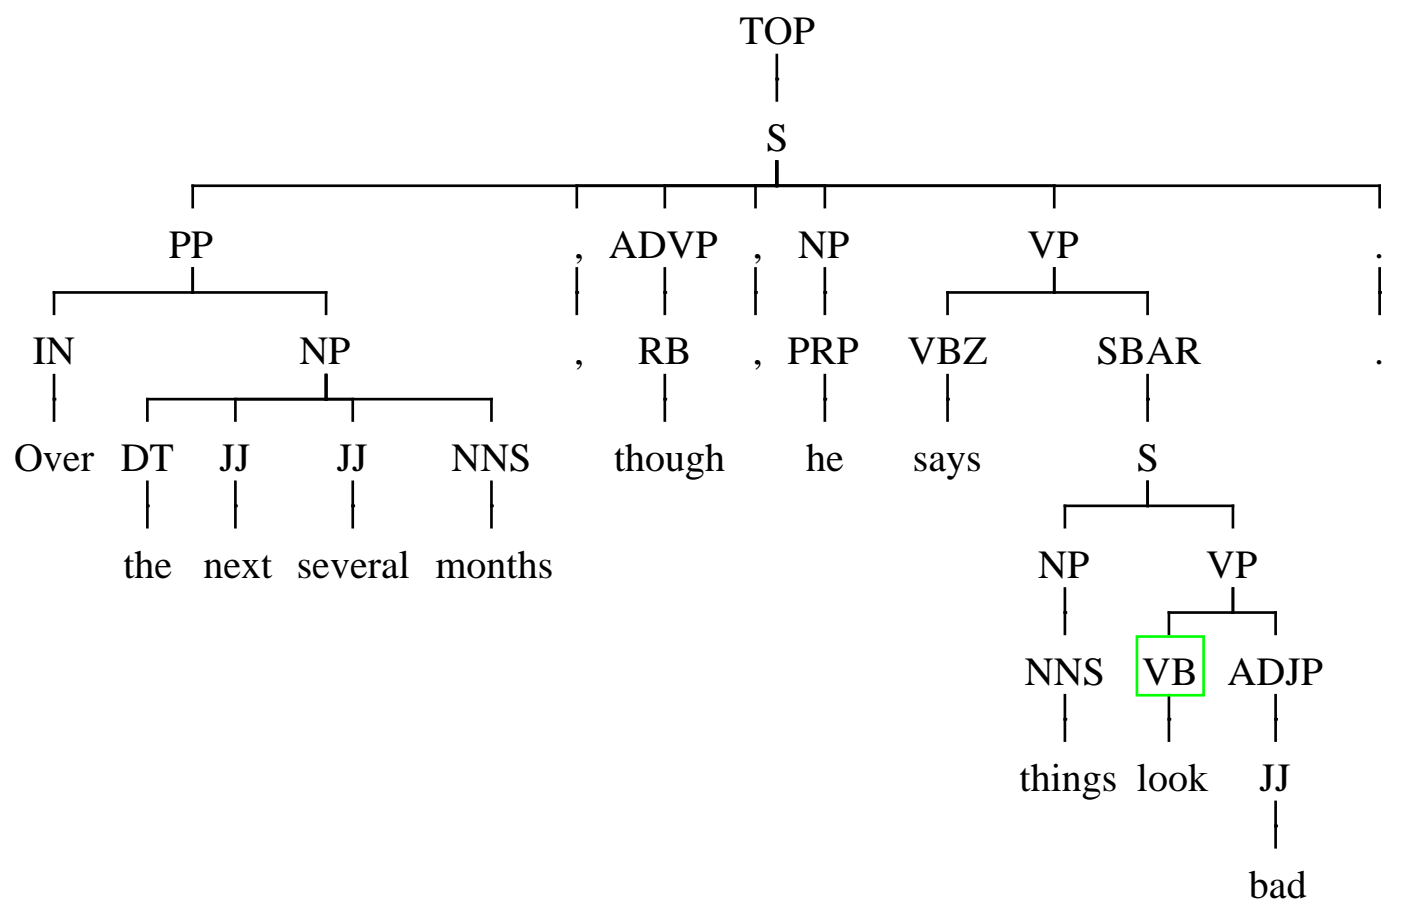 TOP
S
PP , ADVP , NP VP .
IN NP , RB , PRP VBZ SBAR .
Over DT JJ JJ NNS though he says S
the next several months NP VP
NNS VB ADJP
things look JJ
bad